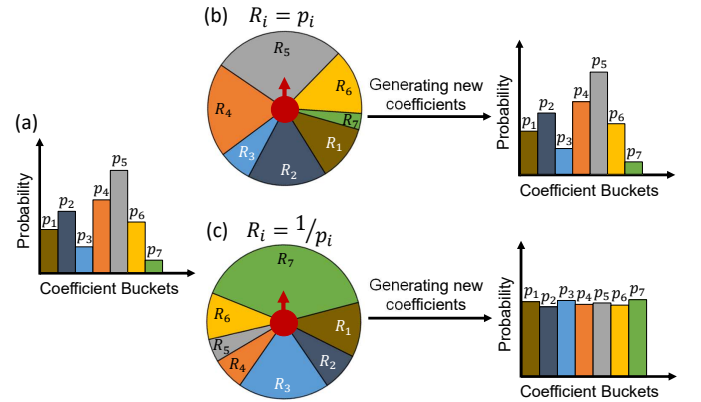 (a)
Probability
p₁
p₂
p₃
p₄
p₅
p₆
p₇
Coefficient Buckets
(b) Rᵢ = pᵢ
R₅
R₆
R₇
R₁
R₂
R₃
R₄
Generating new
coefficients
Probability
p₁
p₂
p₃
p₄
p₅
p₆
p₇
Coefficient Buckets
(c) Rᵢ = 1/pᵢ
R₇
R₁
R₂
R₃
R₄
R₅
R₆
Generating new
coefficients
Probability
p₁
p₂
p₃
p₄
p₅
p₆
p₇
Coefficient Buckets